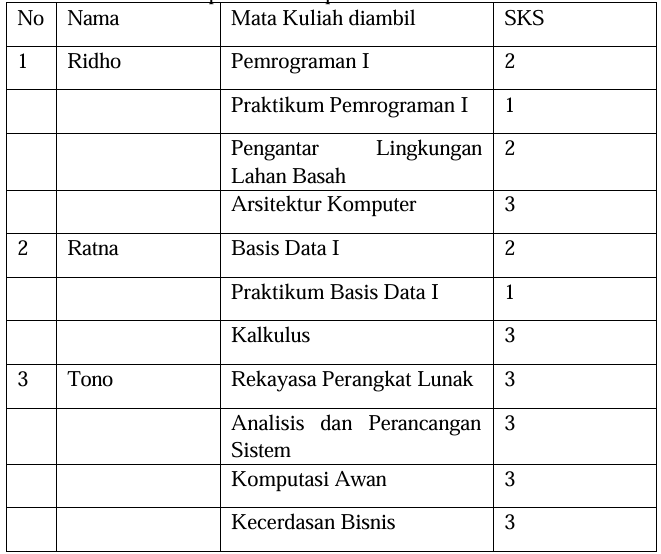 No Nama Mata Kuliah diambil SKS
1 Ridho Pemrograman I 2
Praktikum Pemrograman I 1
Pengantar Lingkungan 2
Lahan Basah
Arsitektur Komputer 3
2 Ratna Basis Data I 2
Praktikum Basis Data I 1
Kalkulus 3
3 Tono Rekayasa Perangkat Lunak 3
Analisis dan Perancangan 3
Sistem
Komputasi Awan 3
Kecerdasan Bisnis 3